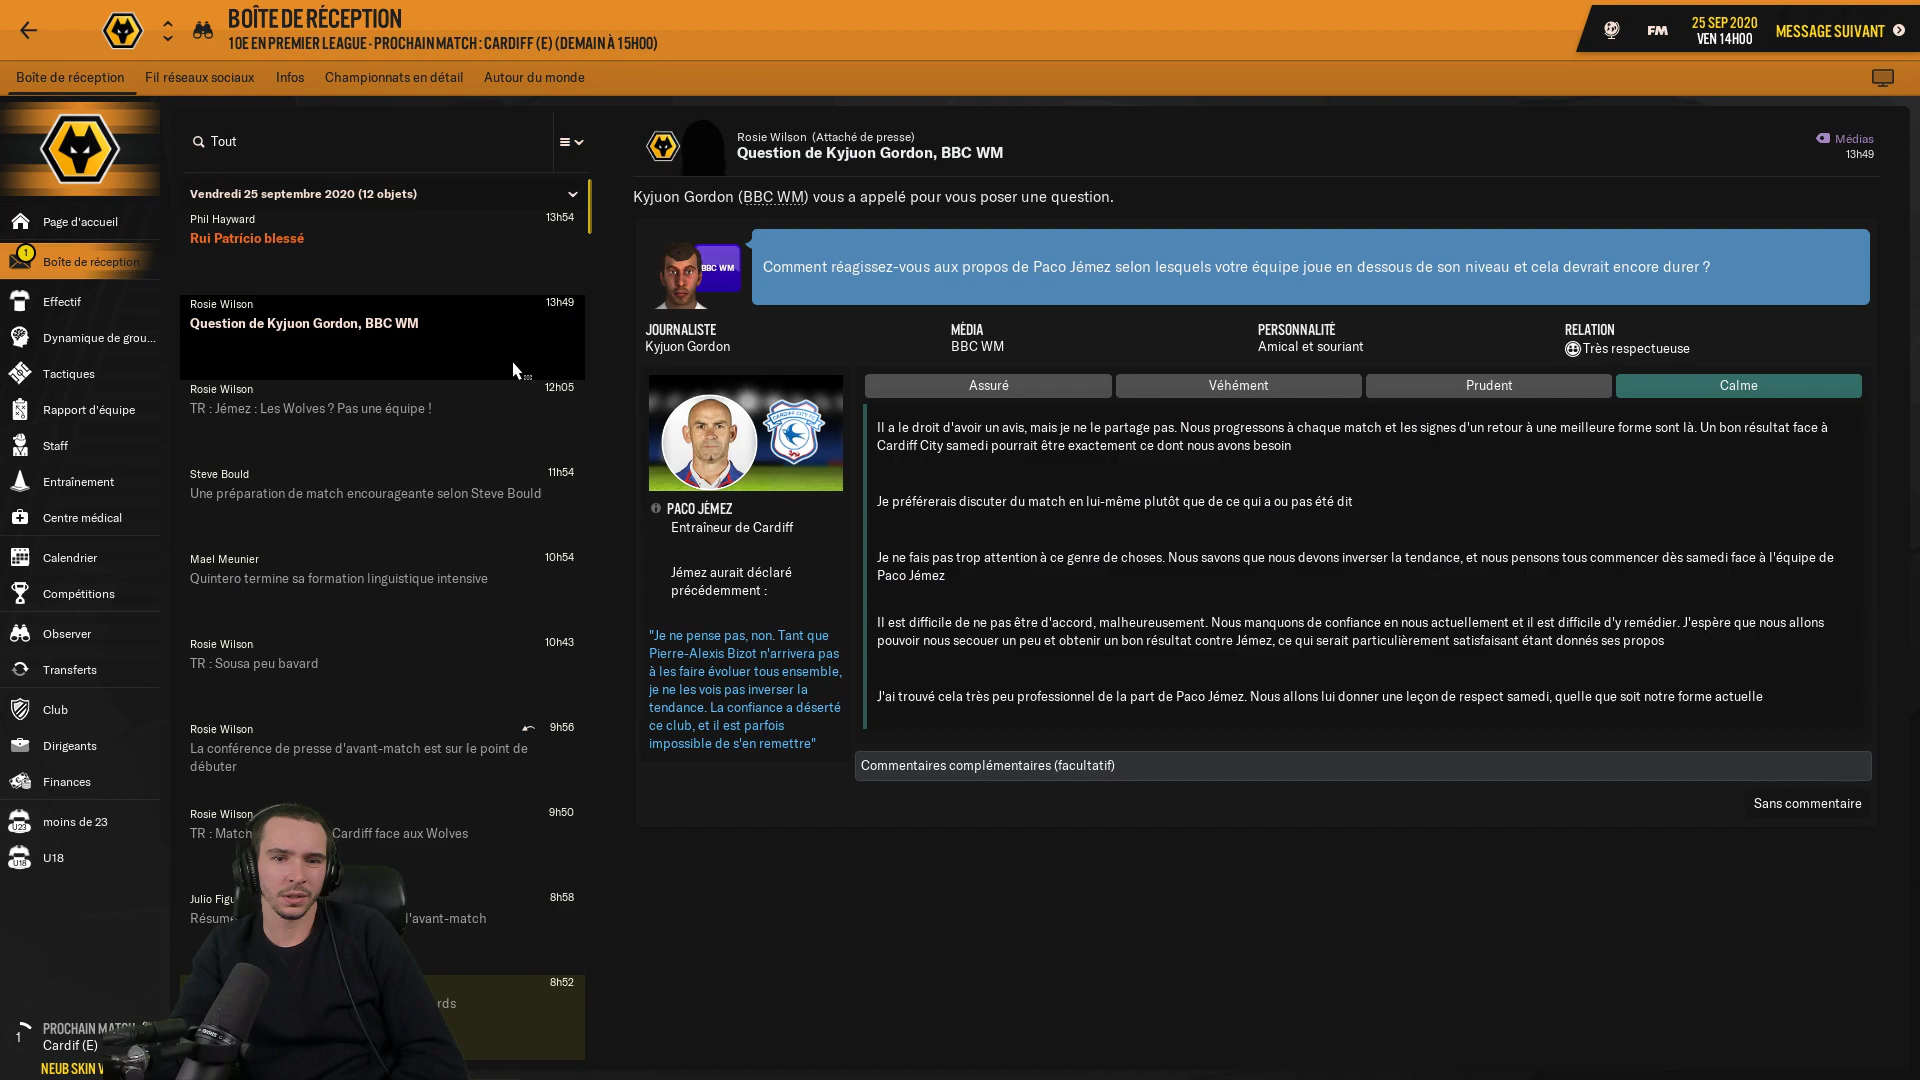 BOÎTE DE RÉCEPTION
10E EN PREMIER LEAGUE - PROCHAIN MATCH : CARDIFF (E) (DEMAIN À 15H00)
FM
25 SEP 2020
VEN 14H00
MESSAGE SUIVANT
Boîte de réception
Fil réseaux sociaux
Infos
Championnats en détail
Autour du monde
Page d'accueil
1
Boîte de réception
Effectif
Dynamique de grou...
Tactiques
Rapport d'équipe
Staff
Entraînement
Centre médical
Calendrier
Compétitions
Observer
Transferts
Club
Dirigeants
Finances
U23
moins de 23
U18
U18
1
PROCHAIN MATCH
Cardif (E)
NEUB SKIN V
Tout
Vendredi 25 septembre 2020 (12 objets)
Phil Hayward
13h54
Rui Patrício blessé
Rosie Wilson
13h49
Question de Kyjuon Gordon, BBC WM
Rosie Wilson
12h05
TR : Jémez : Les Wolves ? Pas une équipe !
Steve Bould
11h54
Une préparation de match encourageante selon Steve Bould
Mael Meunier
10h54
Quintero termine sa formation linguistique intensive
Rosie Wilson
10h43
TR : Sousa peu bavard
Rosie Wilson
9h56
La conférence de presse d'avant-match est sur le point de
débuter
Rosie Wilson
9h50
TR : Match Cardiff face aux Wolves
Julio Figu
8h58
Résumé l'avant-match
8h52
rds
Rosie Wilson (Attaché de presse)
Question de Kyjuon Gordon, BBC WM
Médias
13h49
Kyjuon Gordon (BBC WM) vous a appelé pour vous poser une question.
BBC WM
Comment réagissez-vous aux propos de Paco Jémez selon lesquels votre équipe joue en dessous de son niveau et cela devrait encore durer ?
JOURNALISTE
Kyjuon Gordon
MÉDIA
BBC WM
PERSONNALITÉ
Amical et souriant
RELATION
Très respectueuse
CARDIFF CITY FC
PACO JÉMEZ
Entraîneur de Cardiff
Jémez aurait déclaré
précédemment :
"Je ne pense pas, non. Tant que
Pierre-Alexis Bizot n'arrivera pas
à les faire évoluer tous ensemble,
je ne les vois pas inverser la
tendance. La confiance a déserté
ce club, et il est parfois
impossible de s'en remettre"
Assuré
Véhément
Prudent
Calme
Il a le droit d'avoir un avis, mais je ne le partage pas. Nous progressons à chaque match et les signes d'un retour à une meilleure forme sont là. Un bon résultat face à
Cardiff City samedi pourrait être exactement ce dont nous avons besoin
Je préférerais discuter du match en lui-même plutôt que de ce qui a ou pas été dit
Je ne fais pas trop attention à ce genre de choses. Nous savons que nous devons inverser la tendance, et nous pensons tous commencer dès samedi face à l'équipe de
Paco Jémez
Il est difficile de ne pas être d'accord, malheureusement. Nous manquons de confiance en nous actuellement et il est difficile d'y remédier. J'espère que nous allons
pouvoir nous secouer un peu et obtenir un bon résultat contre Jémez, ce qui serait particulièrement satisfaisant étant donnés ses propos
J'ai trouvé cela très peu professionnel de la part de Paco Jémez. Nous allons lui donner une leçon de respect samedi, quelle que soit notre forme actuelle
Commentaires complémentaires (facultatif)
Sans commentaire